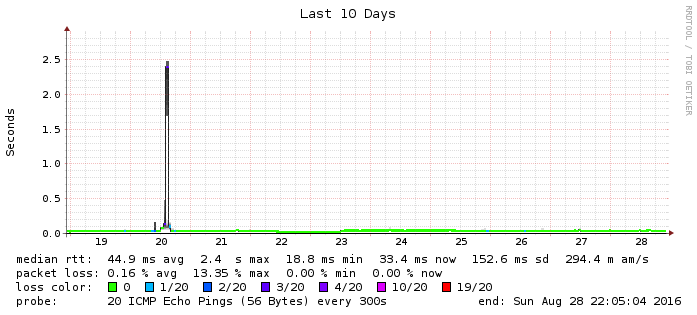 Last 10 Days
RRDTOOL / TOBI OETIKER
Seconds
2.5
2.0
1.5
1.0
0.5
0.0
19 20 21 22 23 24 25 26 27 28
median rtt: 44.9 ms avg 2.4 s max 18.8 ms min 33.4 ms now 152.6 ms sd 294.4 m am/s
packet loss: 0.16 % avg 13.35 % max 0.00 % min 0.00 % now
loss color: 0 1/20 2/20 3/20 4/20 10/20 19/20
probe: 20 ICMP Echo Pings (56 Bytes) every 300s end: Sun Aug 28 22:05:04 2016